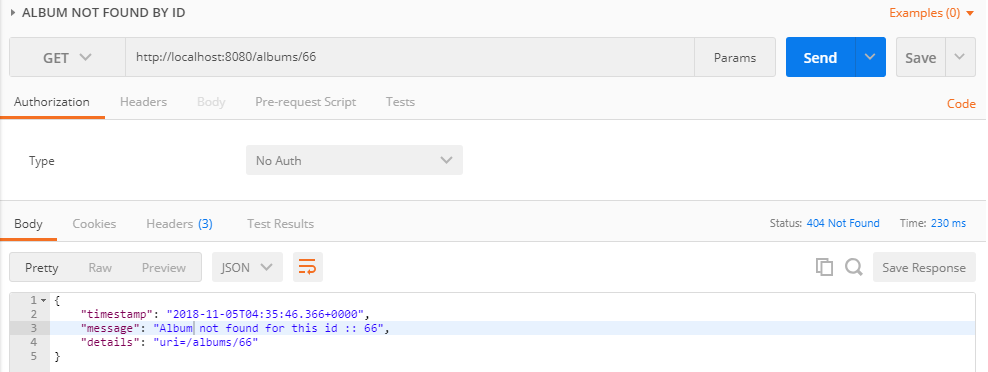 ALBUM NOT FOUND BY ID Examples (0)
GET http://localhost:8080/albums/66 Params Send Save
Authorization Headers Body Pre-request Script Tests Code
Type No Auth
Body Cookies Headers (3) Test Results Status: 404 Not Found Time: 230 ms
Pretty Raw Preview JSON Save Response
1 {
2 "timestamp": "2018-11-05T04:35:46.366+0000",
3 "message": "Album not found for this id :: 66",
4 "details": "uri=/albums/66"
5 }